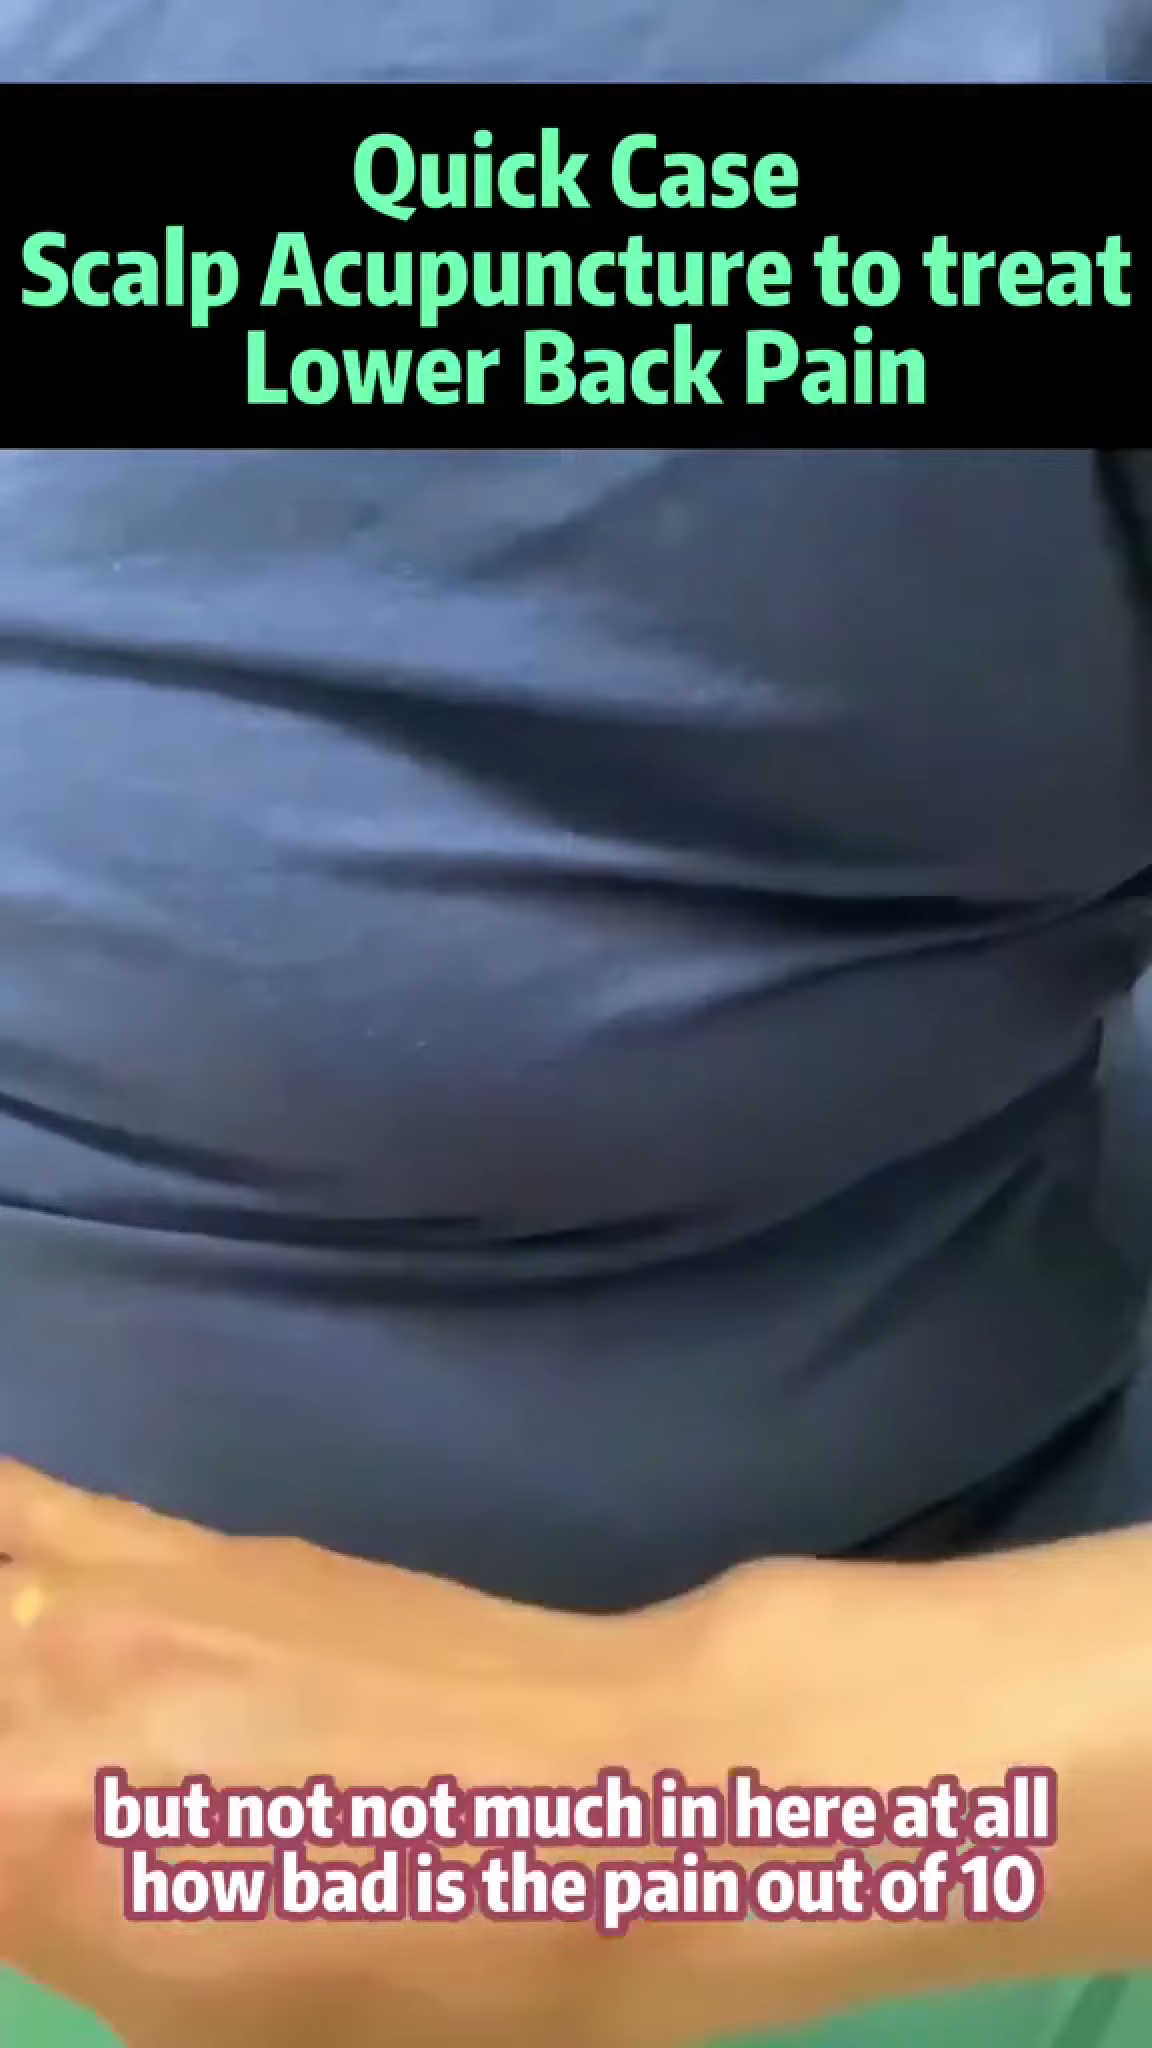 Quick Case
Scalp Acupuncture to treat
Lower Back Pain
but not not much in here at all
how bad is the pain out of 10